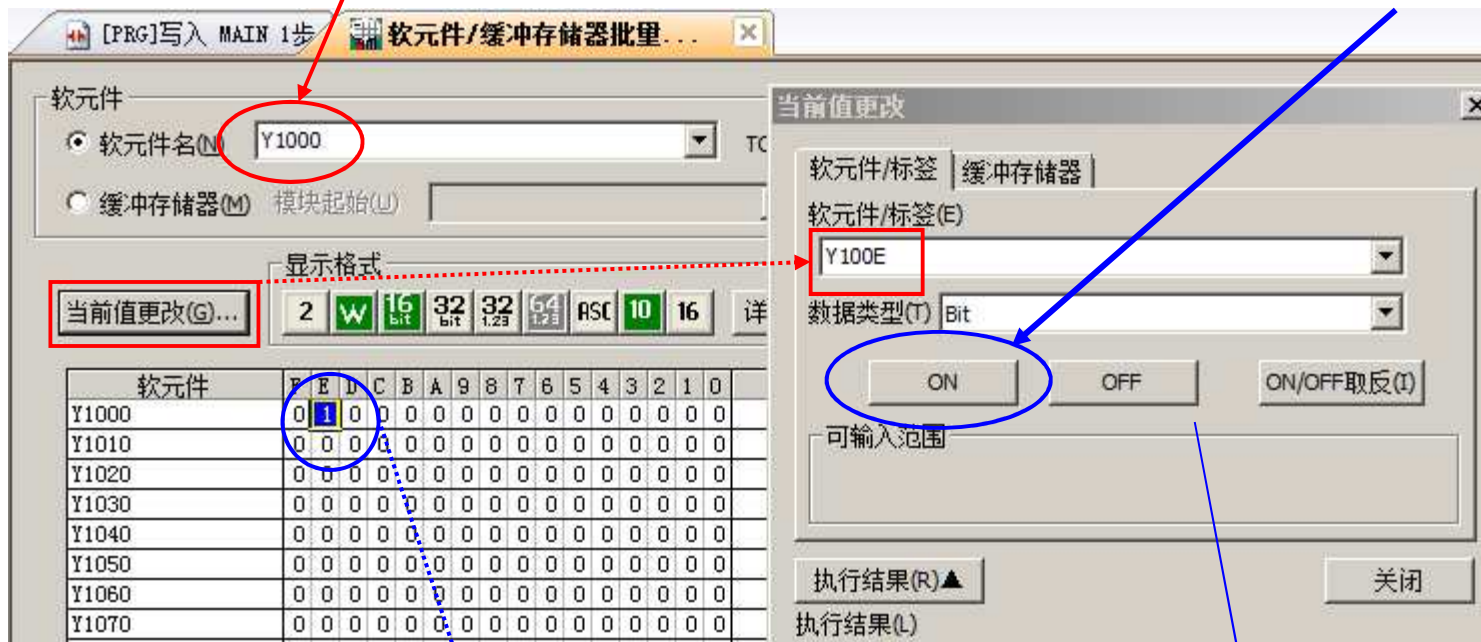 [PRG]写入 MAIN 1步
软元件/缓冲存储器批量...
软元件
软元件名(N) Y1000
缓冲存储器(M) 模块起始(U)
显示格式
当前值更改(G)... 2 W 16 bit 32 bit 32 1.23 64 1.23 ASC 10 16 详
软元件 F E D C B A 9 8 7 6 5 4 3 2 1 0
Y1000 0 1 0 0 0 0 0 0 0 0 0 0 0 0 0 0
Y1010 0 0 0 0 0 0 0 0 0 0 0 0 0 0 0 0
Y1020 0 0 0 0 0 0 0 0 0 0 0 0 0 0 0 0
Y1030 0 0 0 0 0 0 0 0 0 0 0 0 0 0 0 0
Y1040 0 0 0 0 0 0 0 0 0 0 0 0 0 0 0 0
Y1050 0 0 0 0 0 0 0 0 0 0 0 0 0 0 0 0
Y1060 0 0 0 0 0 0 0 0 0 0 0 0 0 0 0 0
Y1070 0 0 0 0 0 0 0 0 0 0 0 0 0 0 0 0
当前值更改
软元件/标签 缓冲存储器
软元件/标签(E)
Y100E
数据类型(T) Bit
ON OFF ON/OFF取反(I)
可输入范围
执行结果(R)▲ 关闭
执行结果(L)